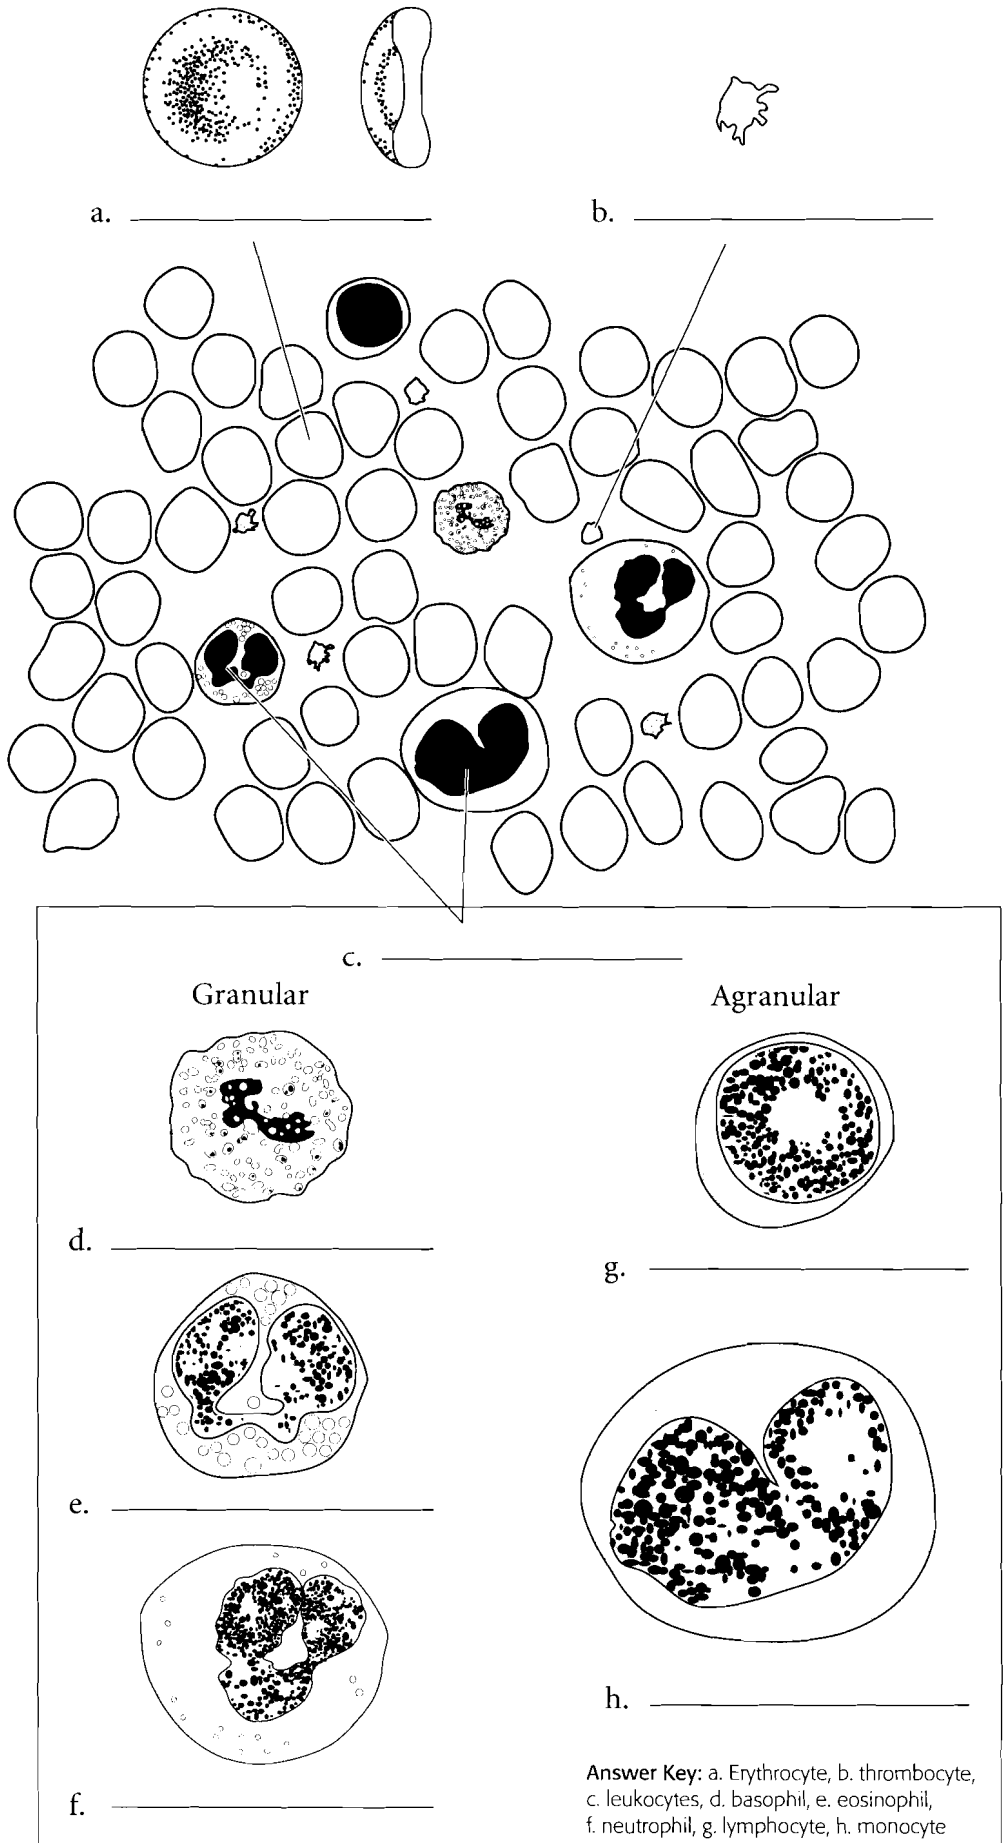 a.
b.
c.
Granular
Agranular
d.
g.
e.
h.
f.
Answer Key: a. Erythrocyte, b. thrombocyte,
c. leukocytes, d. basophil, e. eosinophil,
f. neutrophil, g. lymphocyte, h. monocyte